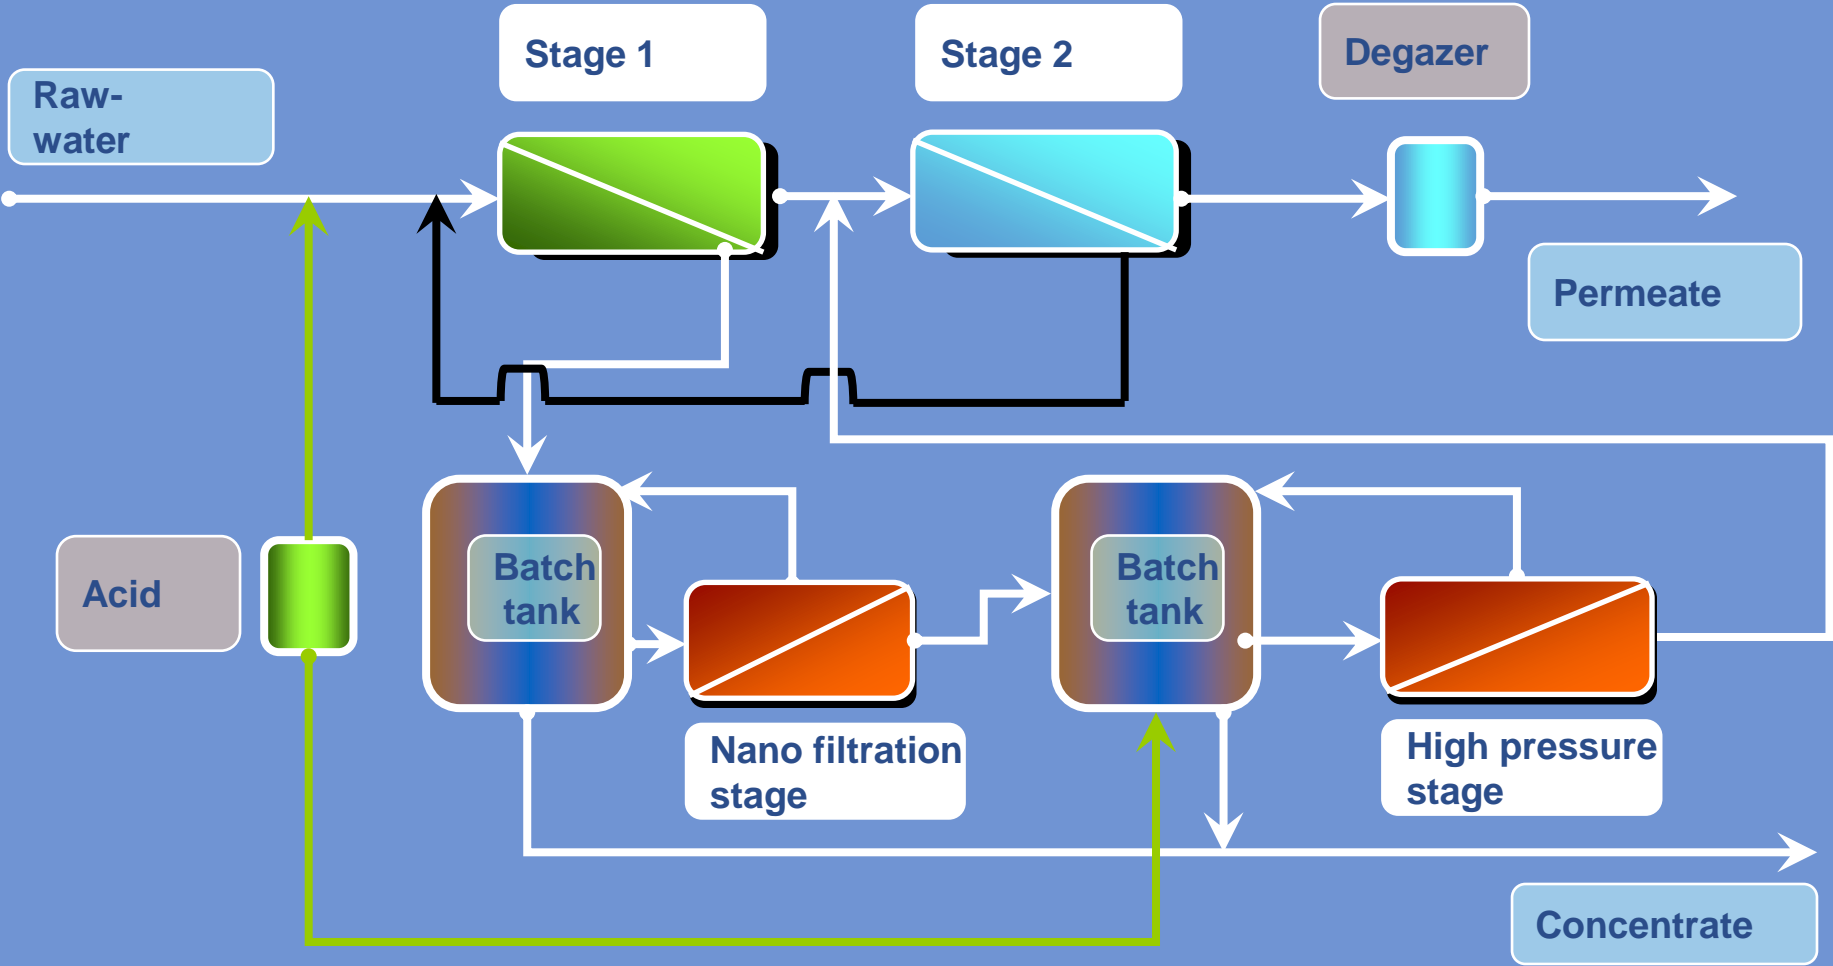 Stage 1
Stage 2
Degazer
Raw-
water
Permeate
Acid
Batch
tank
Batch
tank
Nano filtration
stage
High pressure
stage
Concentrate